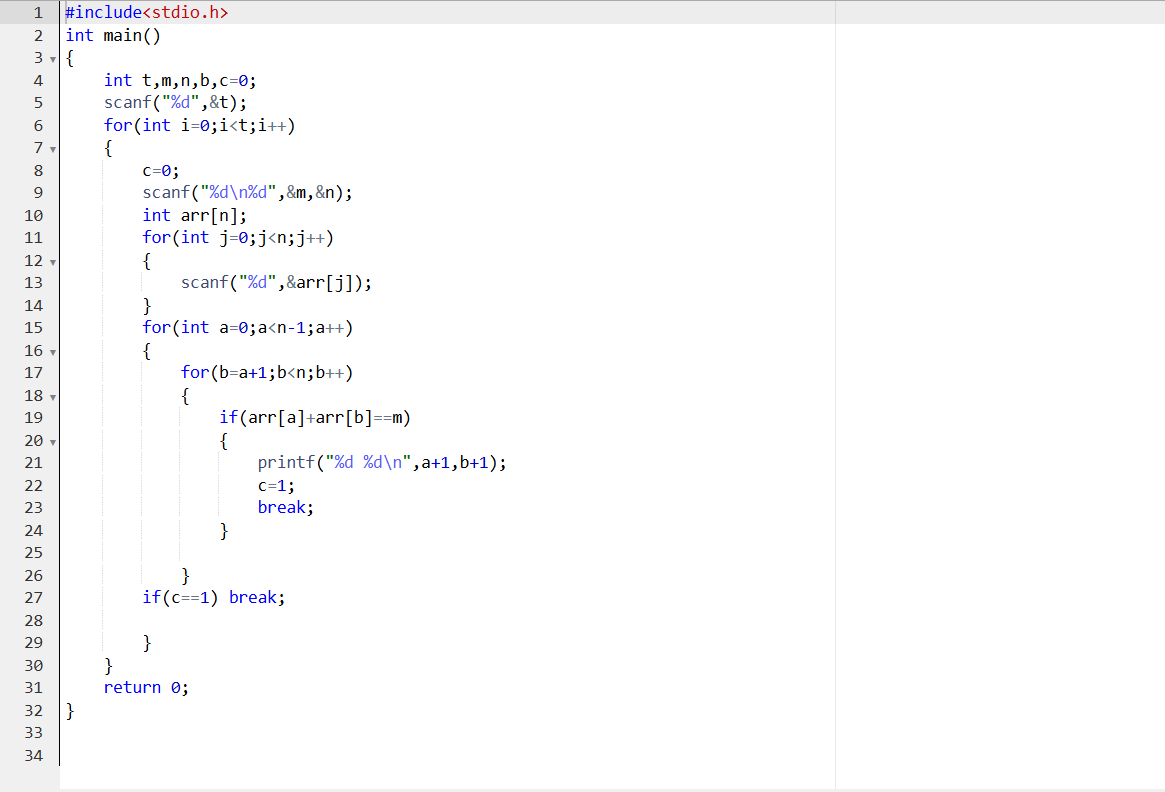 1 #include<stdio.h>
2 int main()
3 {
4 int t,m,n,b,c=0;
5 scanf("%d",&t);
6 for(int i=0;i<t;i++)
7 {
8 c=0;
9 scanf("%d\n%d",&m,&n);
10 int arr[n];
11 for(int j=0;j<n;j++)
12 {
13 scanf("%d",&arr[j]);
14 }
15 for(int a=0;a<n-1;a++)
16 {
17 for(b=a+1;b<n;b++)
18 {
19 if(arr[a]+arr[b]==m)
20 {
21 printf("%d %d\n",a+1,b+1);
22 c=1;
23 break;
24 }
25
26 }
27 if(c==1) break;
28
29 }
30 }
31 return 0;
32 }
33
34